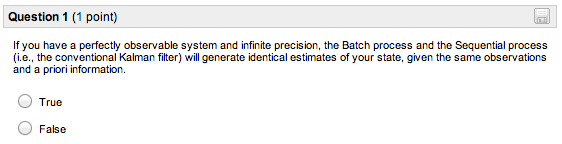 Question 1 (1 point)
If you have a perfectly observable system and infinite precision, the Batch process and the Sequential process
(i.e., the conventional Kalman filter) will generate identical estimates of your state, given the same observations
and a priori information.
True
False